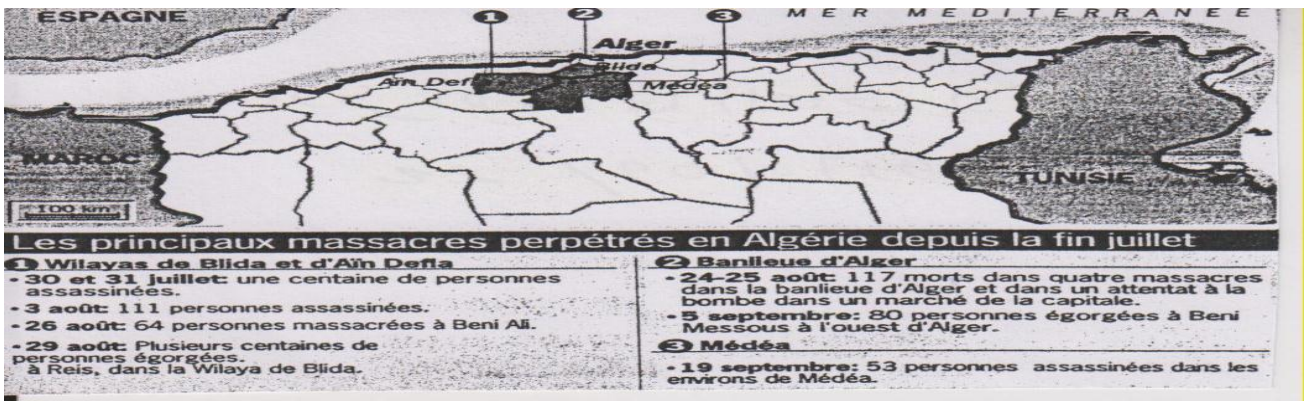 ESPAGNE
1
2
3
MER MÉDITERRANÉE
Alger
Blida
Aïn Defla
Médéa
MAROC
TUNISIE
100 km
Les principaux massacres perpétrés en Algérie depuis la fin juillet
1 Wilayas de Blida et d'Aïn Defla
• 30 et 31 juillet: une centaine de personnes
assassinées.
• 3 août: 111 personnes assassinées.
• 26 août: 64 personnes massacrées à Beni Ali.
• 29 août: Plusieurs centaines de
personnes égorgées.
à Reis, dans la Wilaya de Blida.
2 Banlieue d'Alger
• 24-25 août: 117 morts dans quatre massacres
dans la banlieue d'Alger et dans un attentat à la
bombe dans un marché de la capitale.
• 5 septembre: 80 personnes égorgées à Beni
Messous à l'ouest d'Alger.
3 Médéa
• 19 septembre: 53 personnes assassinées dans les
environs de Médéa.